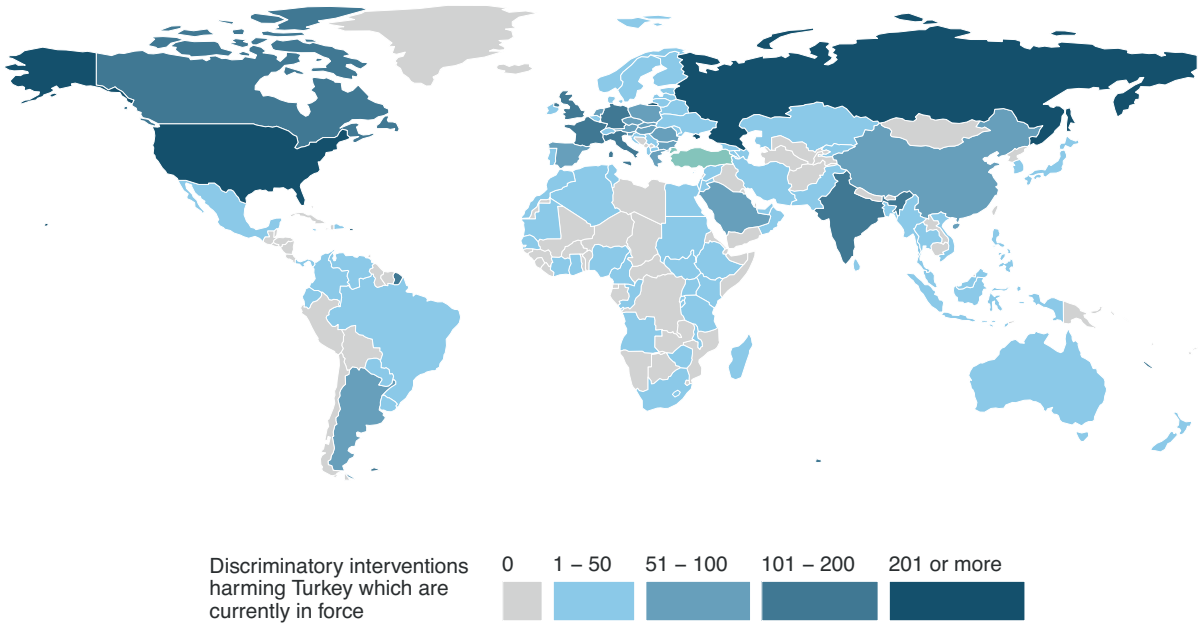 Discriminatory interventions
harming Turkey which are
currently in force
0
1 – 50
51 – 100
101 – 200
201 or more